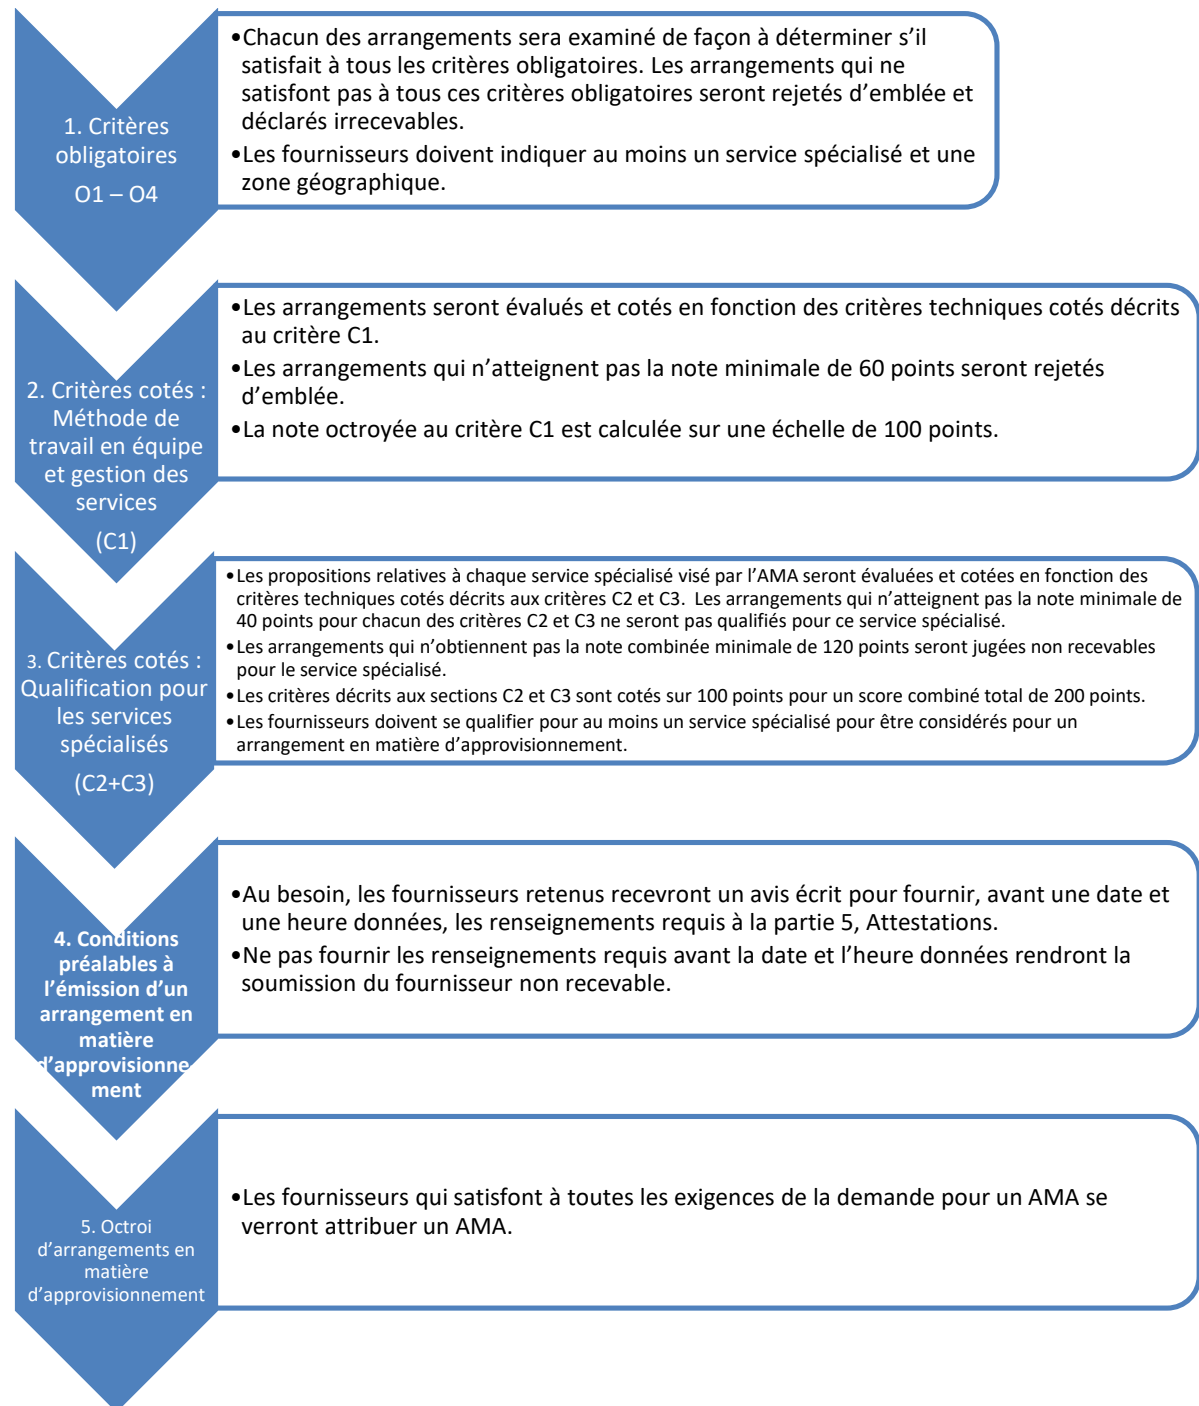 1. Critères
obligatoires
O1 – O4
•Chacun des arrangements sera examiné de façon à déterminer s’il
satisfait à tous les critères obligatoires. Les arrangements qui ne
satisfont pas à tous ces critères obligatoires seront rejetés d’emblée et
déclarés irrecevables.
•Les fournisseurs doivent indiquer au moins un service spécialisé et une
zone géographique.
2. Critères cotés :
Méthode de
travail en équipe
et gestion des
services
(C1)
•Les arrangements seront évalués et cotés en fonction des critères techniques cotés décrits
au critère C1.
•Les arrangements qui n’atteignent pas la note minimale de 60 points seront rejetés
d’emblée.
•La note octroyée au critère C1 est calculée sur une échelle de 100 points.
3. Critères cotés :
Qualification pour
les services
spécialisés
(C2+C3)
•Les propositions relatives à chaque service spécialisé visé par l’AMA seront évaluées et cotées en fonction des
critères techniques cotés décrits aux critères C2 et C3.  Les arrangements qui n’atteignent pas la note minimale de
40 points pour chacun des critères C2 et C3 ne seront pas qualifiés pour ce service spécialisé.
•Les arrangements qui n’obtiennent pas la note combinée minimale de 120 points seront jugées non recevables
pour le service spécialisé.
•Les critères décrits aux sections C2 et C3 sont cotés sur 100 points pour un score combiné total de 200 points.
•Les fournisseurs doivent se qualifier pour au moins un service spécialisé pour être considérés pour un
arrangement en matière d’approvisionnement.
4. Conditions
préalables à
l’émission d’un
arrangement en
matière
d’approvisionne-
ment
•Au besoin, les fournisseurs retenus recevront un avis écrit pour fournir, avant une date et
une heure données, les renseignements requis à la partie 5, Attestations.
•Ne pas fournir les renseignements requis avant la date et l’heure données rendront la
soumission du fournisseur non recevable.
5. Octroi
d’arrangements en
matière
d’approvisionnement
•Les fournisseurs qui satisfont à toutes les exigences de la demande pour un AMA se
verront attribuer un AMA.